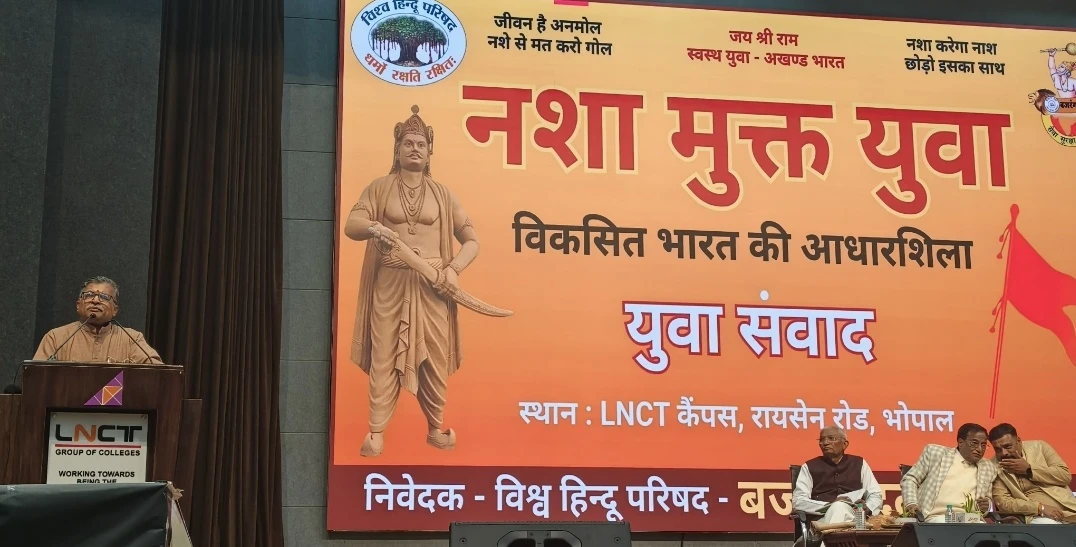 विश्व हिन्दू परिषद
धर्मो रक्षति रक्षितः
जीवन है अनमोल
नशे से मत करो गोल
जय श्री राम
स्वस्थ युवा - अखण्ड भारत
नशा करेगा नाश
छोड़ो इसका साथ
नशा मुक्त युवा
विकसित भारत की आधारशिला
युवा संवाद
स्थान : LNCT कैंपस, रायसेन रोड, भोपाल
निवेदक - विश्व हिन्दू परिषद -
LNCT
GROUP OF COLLEGES
WORKING TOWARDS
BEING THE